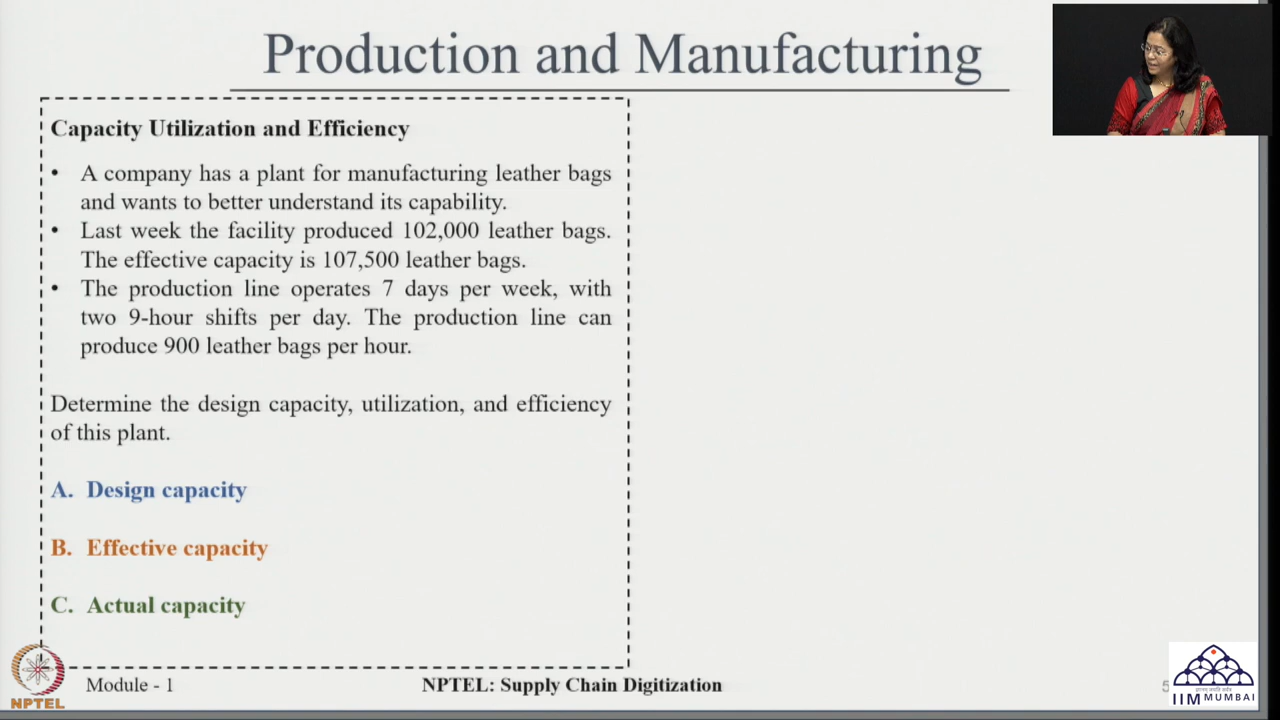 Production and Manufacturing
Capacity Utilization and Efficiency
• A company has a plant for manufacturing leather bags
and wants to better understand its capability.
• Last week the facility produced 102,000 leather bags.
The effective capacity is 107,500 leather bags.
• The production line operates 7 days per week, with
two 9-hour shifts per day. The production line can
produce 900 leather bags per hour.
Determine the design capacity, utilization, and efficiency
of this plant.
A. Design capacity
B. Effective capacity
C. Actual capacity
NPTEL
Module - 1
NPTEL: Supply Chain Digitization
5
IIM MUMBAI